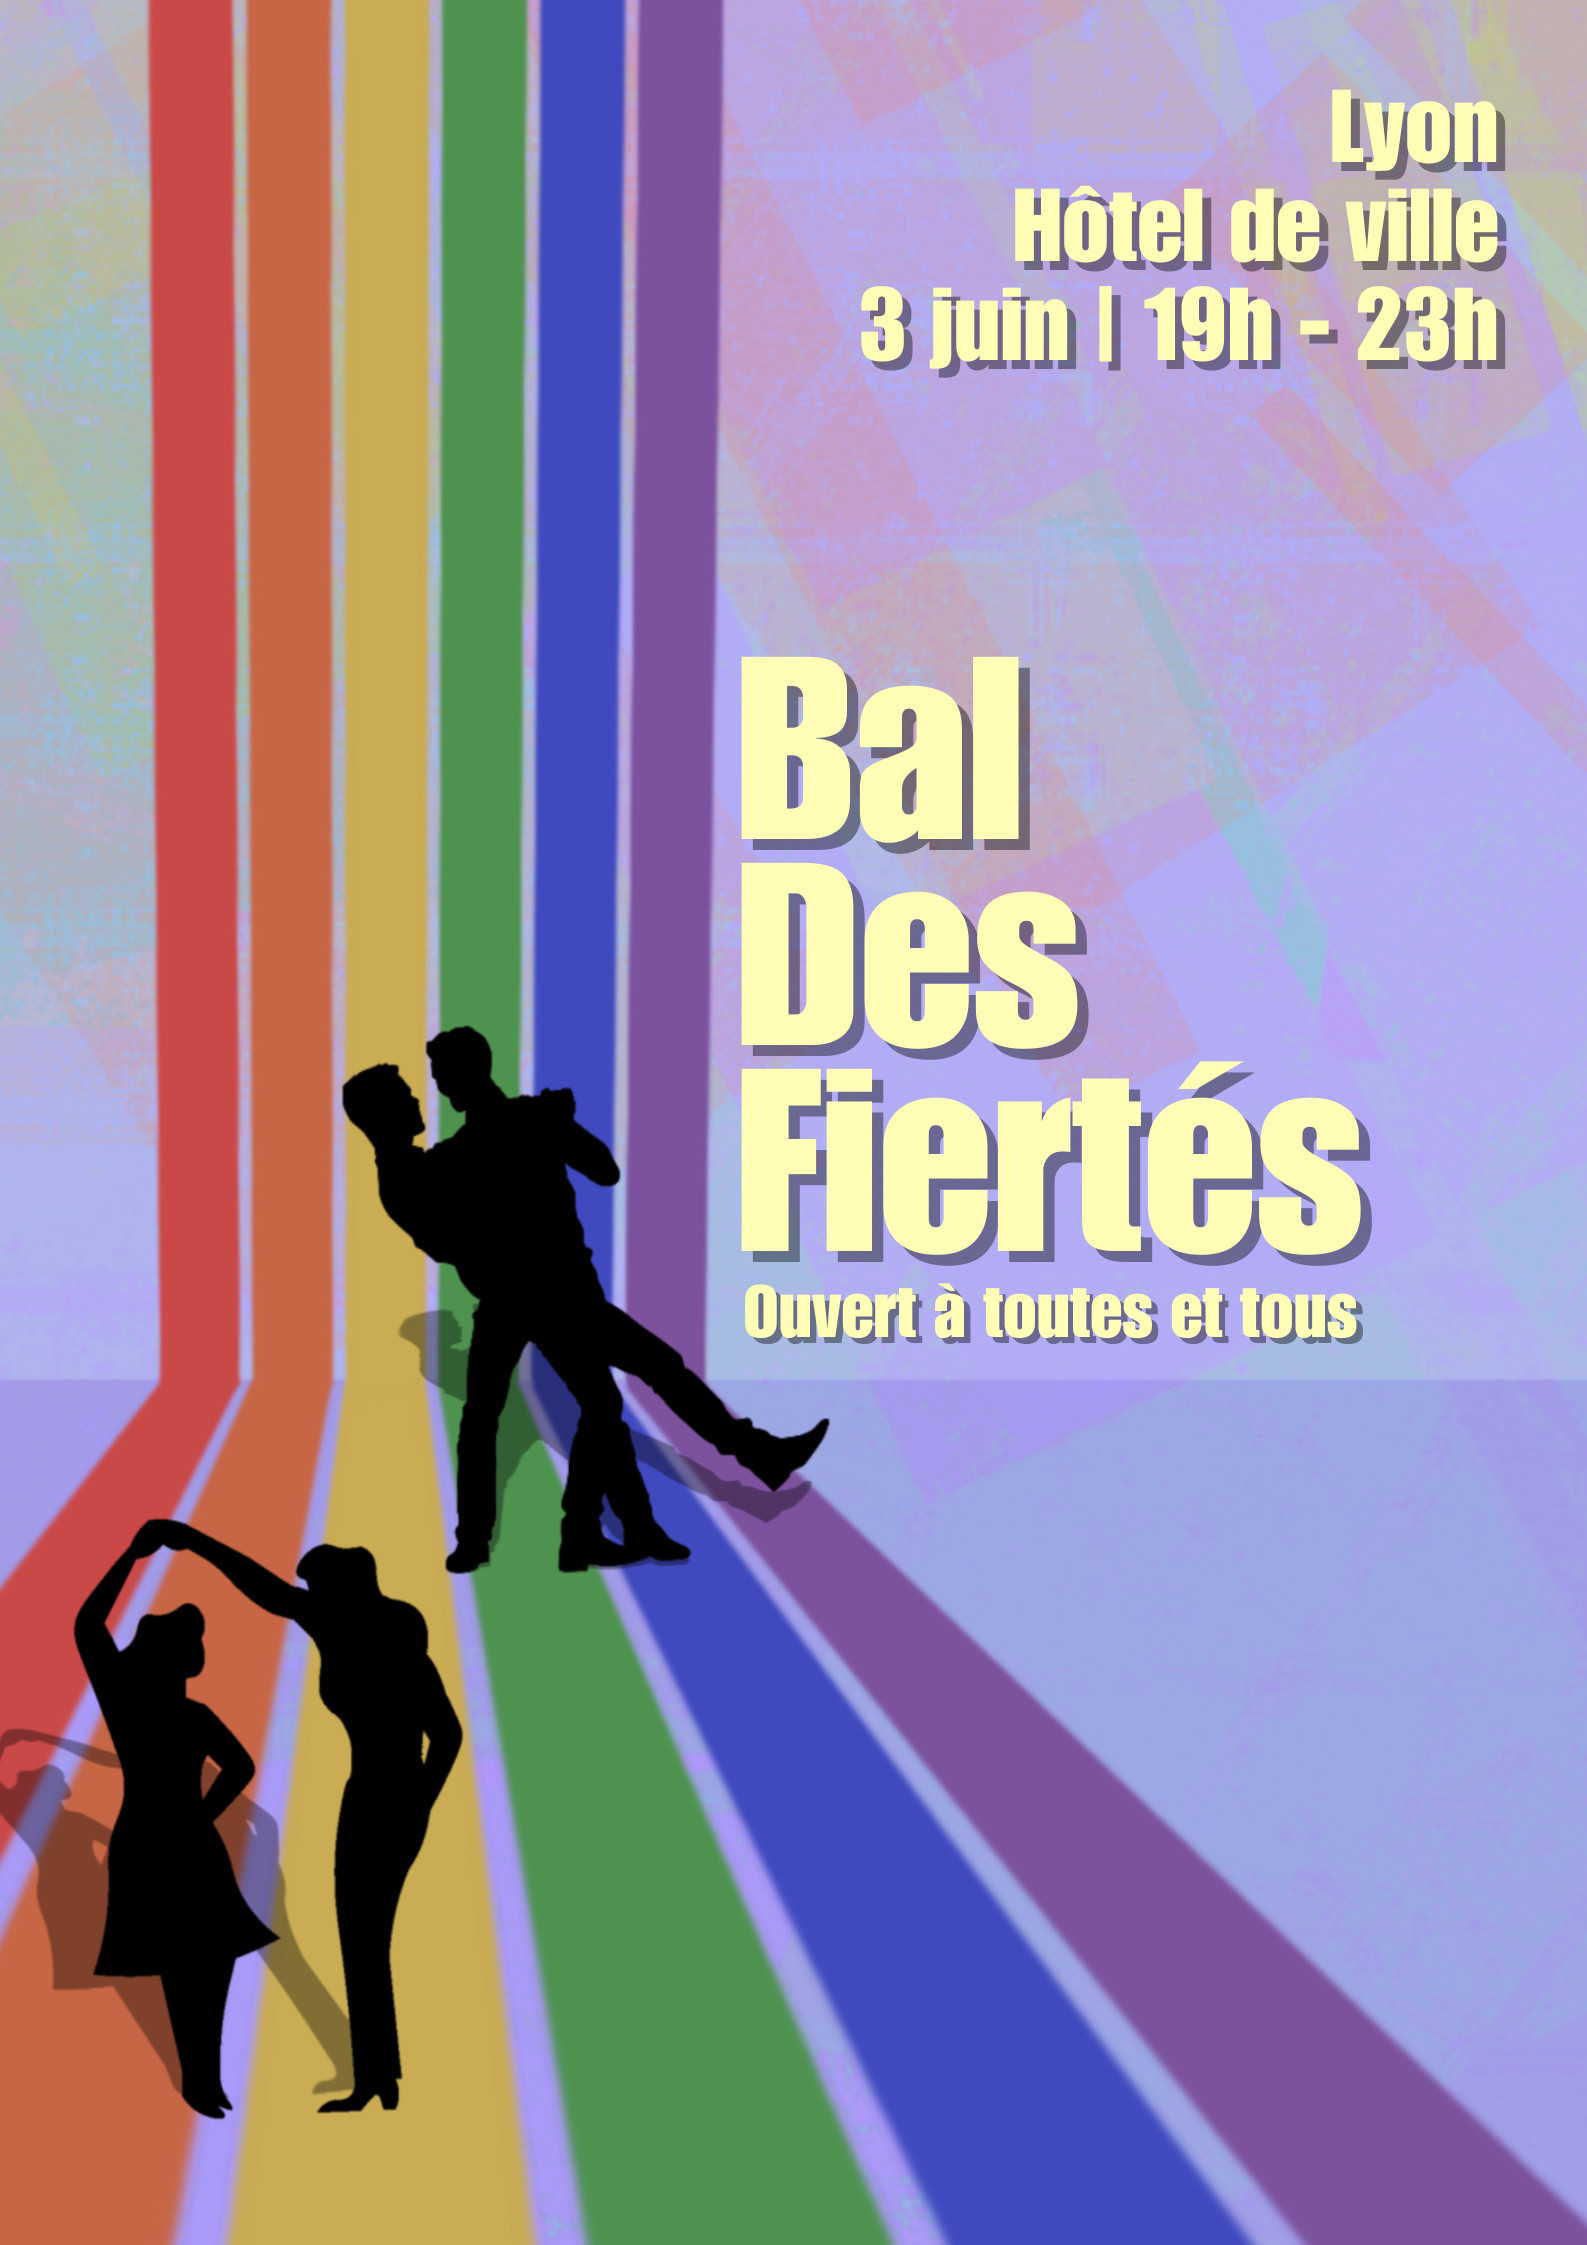 Lyon
Hôtel de ville
3 juin | 19h - 23h
Bal
Des
Fiertés
Ouvert à toutes et tous